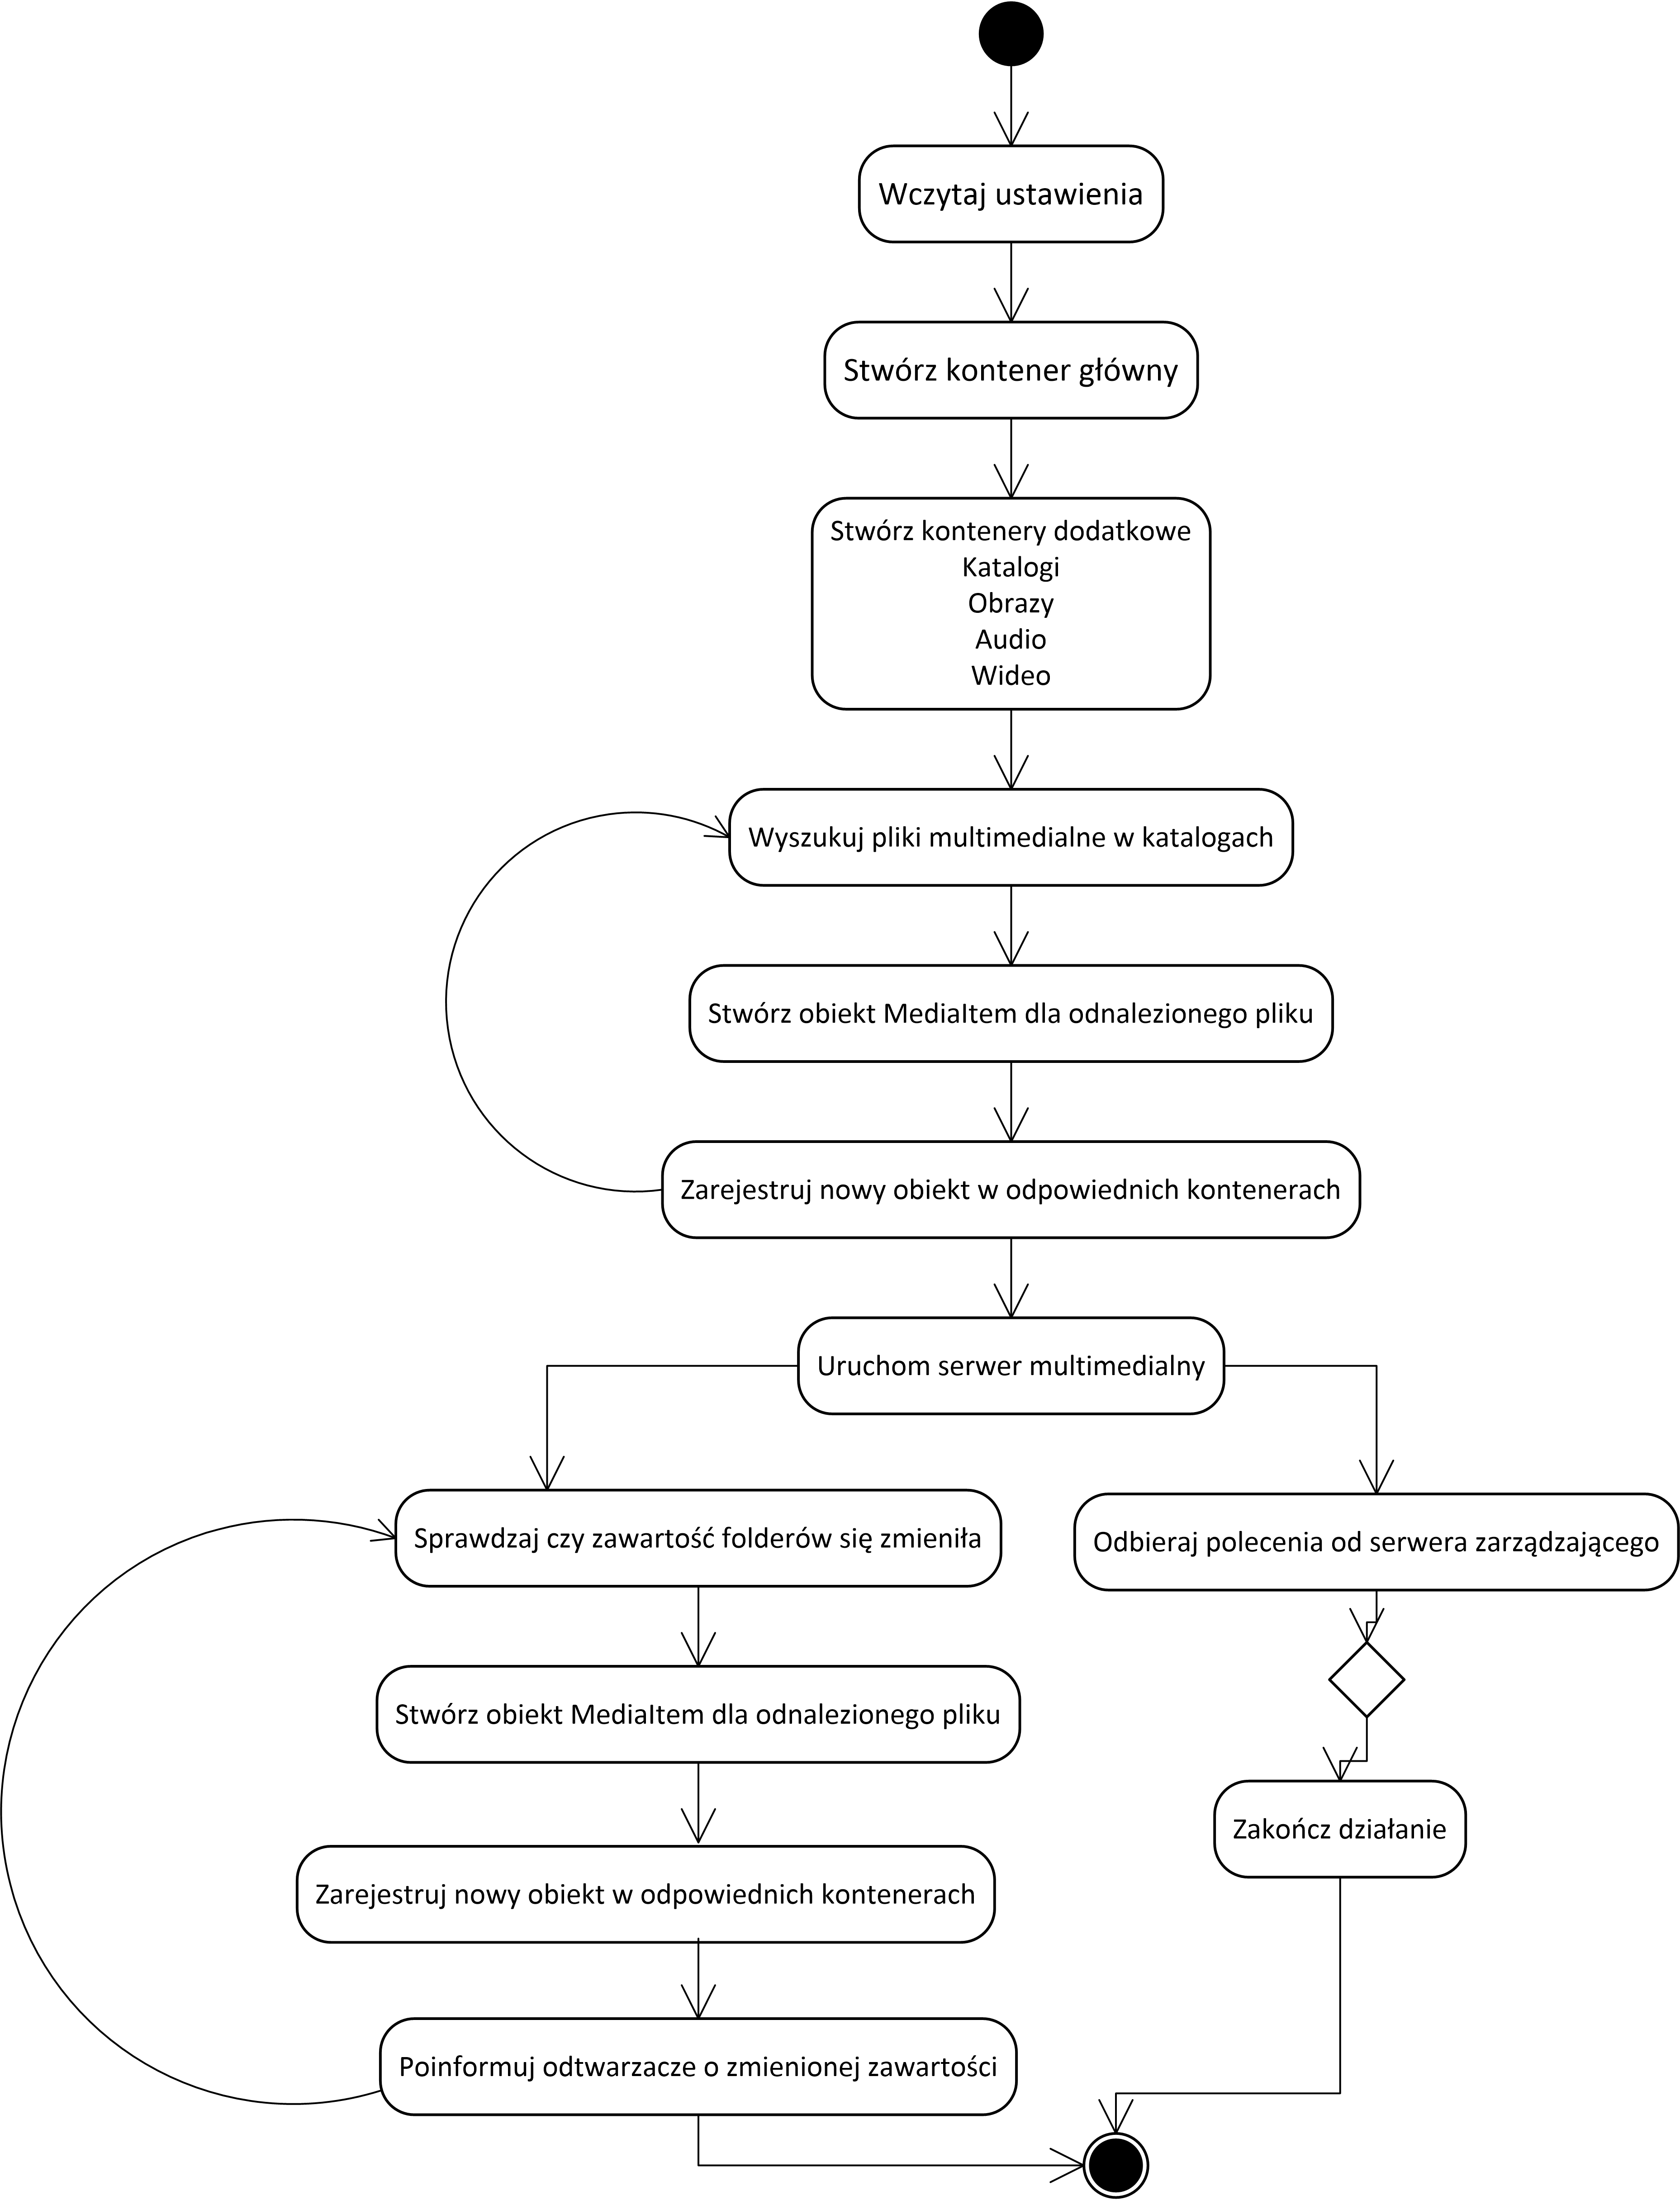 Wczytaj ustawienia
Stwórz kontener główny
Stwórz kontenery dodatkowe
Katalogi
Obrazy
Audio
Wideo
Wyszukuj pliki multimedialne w katalogach
Stwórz obiekt MediaItem dla odnalezionego pliku
Zarejestruj nowy obiekt w odpowiednich kontenerach
Uruchom serwer multimedialny
Sprawdzaj czy zawartość folderów się zmieniła
Odbieraj polecenia od serwera zarządzającego
Stwórz obiekt MediaItem dla odnalezionego pliku
Zakończ działanie
Zarejestruj nowy obiekt w odpowiednich kontenerach
Poinformuj odtwarzacze o zmienionej zawartości